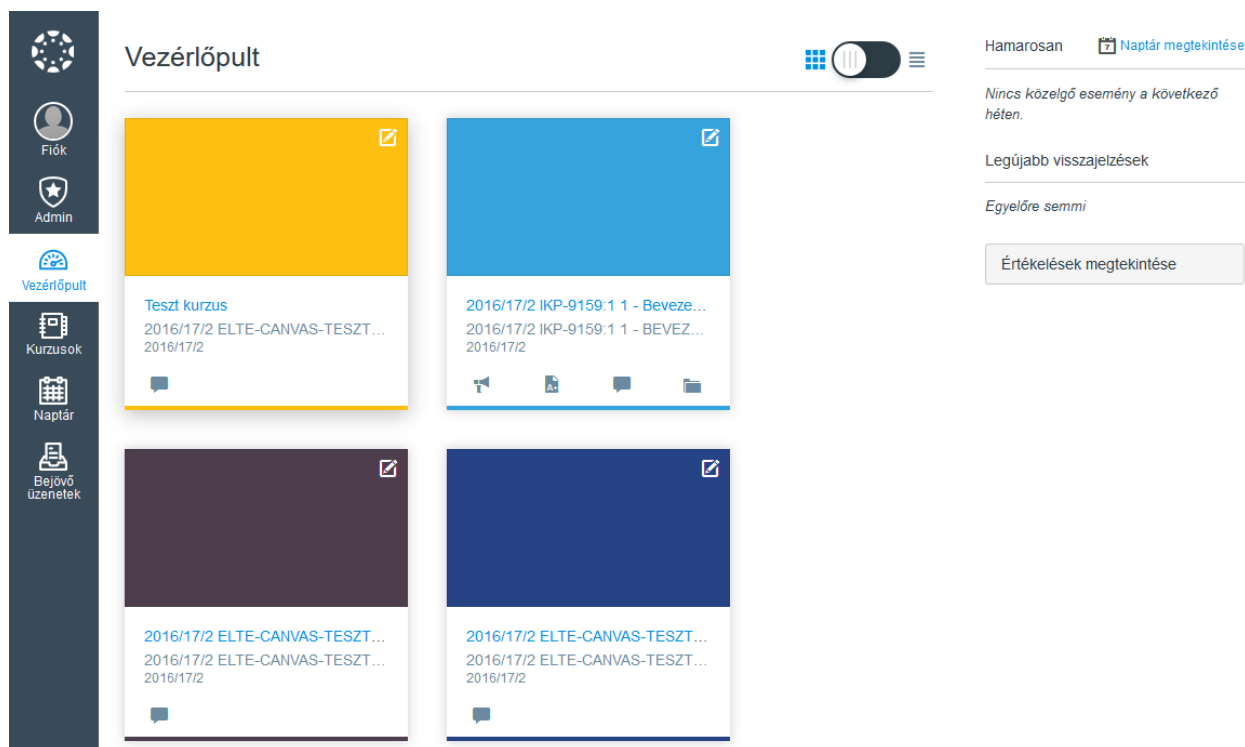 Fiók
Admin
Vezérlőpult
Kurzusok
Naptár
Bejövő
üzenetek
Vezérlőpult
Teszt kurzus
2016/17/2 ELTE-CANVAS-TESZT...
2016/17/2
2016/17/2 IKP-9159:1 1 - Beveze...
2016/17/2 IKP-9159:1 1 - BEVEZ...
2016/17/2
2016/17/2 ELTE-CANVAS-TESZT...
2016/17/2 ELTE-CANVAS-TESZT...
2016/17/2
2016/17/2 ELTE-CANVAS-TESZT...
2016/17/2 ELTE-CANVAS-TESZT...
2016/17/2
Hamarosan
7 Naptár megtekintése
Nincs közelgő esemény a következő
héten.
Legújabb visszajelzések
Egyelőre semmi
Értékelések megtekintése